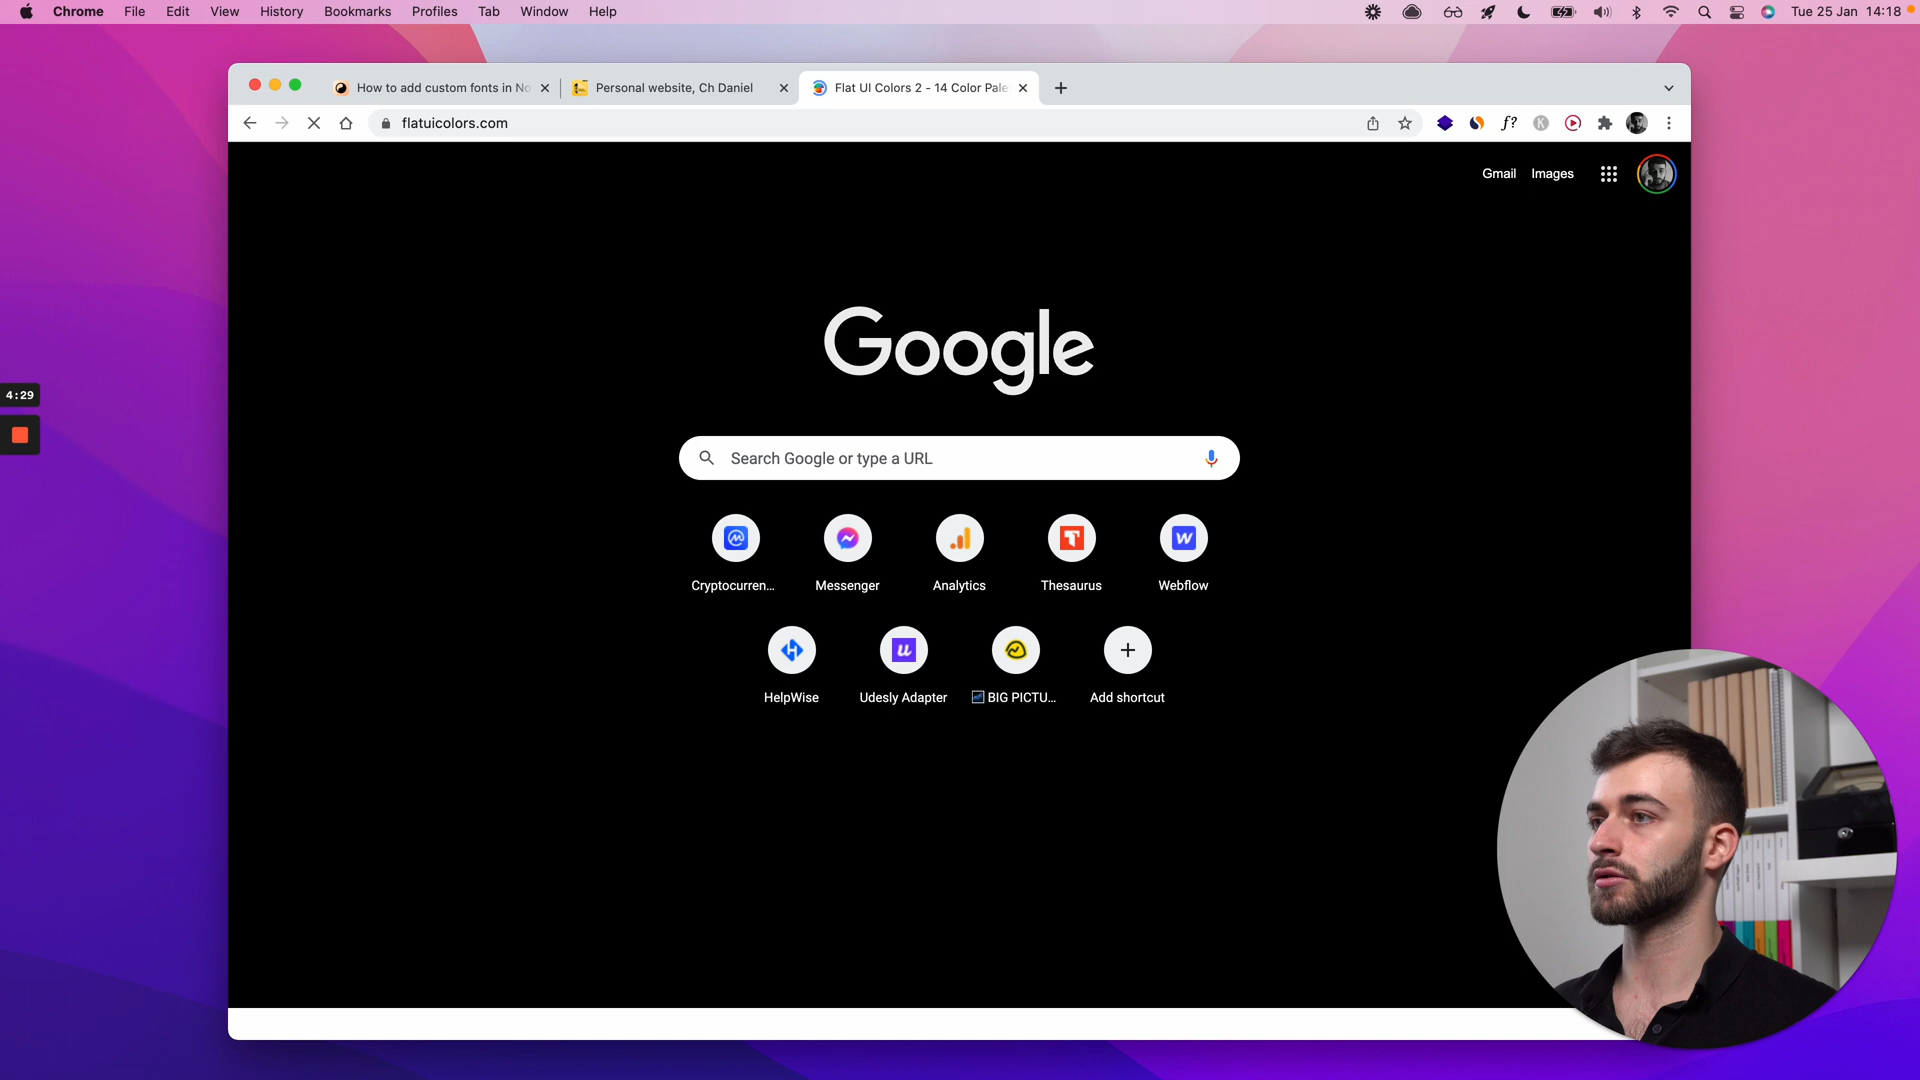 Chrome File Edit View History Bookmarks Profiles Tab Window Help Tue 25 Jan 14:18
How to add custom fonts in No Personal website, Ch Daniel Flat UI Colors 2 - 14 Color Pale
flatuicolors.com
Gmail Images
Google
4:29
Search Google or type a URL
Cryptocurren... Messenger Analytics Thesaurus Webflow
HelpWise Udesly Adapter BIG PICTU... Add shortcut